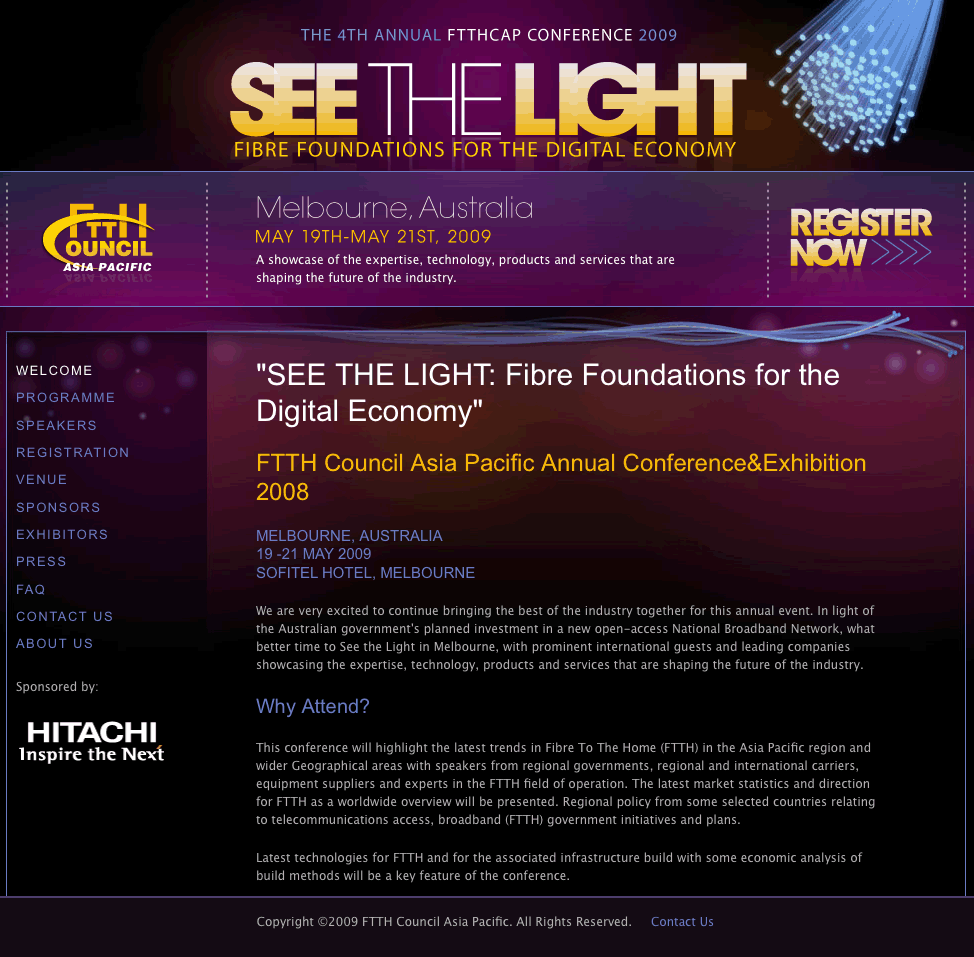 THE 4TH ANNUAL FTTHCAP CONFERENCE 2009
SEE THE LIGHT
FIBRE FOUNDATIONS FOR THE DIGITAL ECONOMY
FTTH
COUNCIL
ASIA PACIFIC
Melbourne, Australia
MAY 19TH-MAY 21ST, 2009
A showcase of the expertise, technology, products and services that are
shaping the future of the industry.
REGISTER
NOW
WELCOME
PROGRAMME
SPEAKERS
REGISTRATION
VENUE
SPONSORS
EXHIBITORS
PRESS
FAQ
CONTACT US
ABOUT US
Sponsored by:
HITACHI
Inspire the Next
"SEE THE LIGHT: Fibre Foundations for the
Digital Economy"
FTTH Council Asia Pacific Annual Conference&Exhibition
2008
MELBOURNE, AUSTRALIA
19 -21 MAY 2009
SOFITEL HOTEL, MELBOURNE
We are very excited to continue bringing the best of the industry together for this annual event. In light of
the Australian government's planned investment in a new open-access National Broadband Network, what
better time to See the Light in Melbourne, with prominent international guests and leading companies
showcasing the expertise, technology, products and services that are shaping the future of the industry.
Why Attend?
This conference will highlight the latest trends in Fibre To The Home (FTTH) in the Asia Pacific region and
wider Geographical areas with speakers from regional governments, regional and international carriers,
equipment suppliers and experts in the FTTH field of operation. The latest market statistics and direction
for FTTH as a worldwide overview will be presented. Regional policy from some selected countries relating
to telecommunications access, broadband (FTTH) government initiatives and plans.
Latest technologies for FTTH and for the associated infrastructure build with some economic analysis of
build methods will be a key feature of the conference.
Copyright ©2009 FTTH Council Asia Pacific. All Rights Reserved. Contact Us